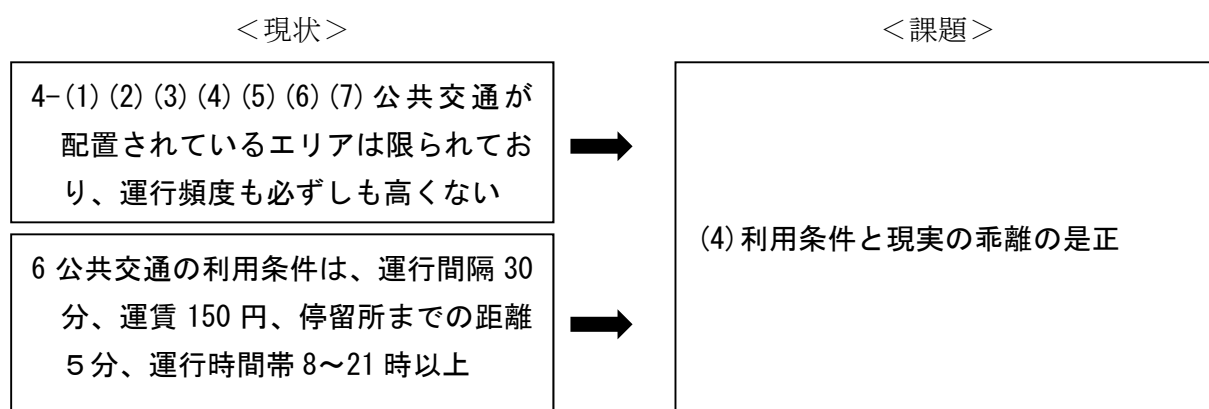 ＜現状＞
＜課題＞
4-(1)(2)(3)(4)(5)(6)(7)公共交通が
配置されているエリアは限られてお
り、運行頻度も必ずしも高くない
6 公共交通の利用条件は、運行間隔 30
分、運賃 150 円、停留所までの距離
５分、運行時間帯 8～21 時以上
(4)利用条件と現実の乖離の是正